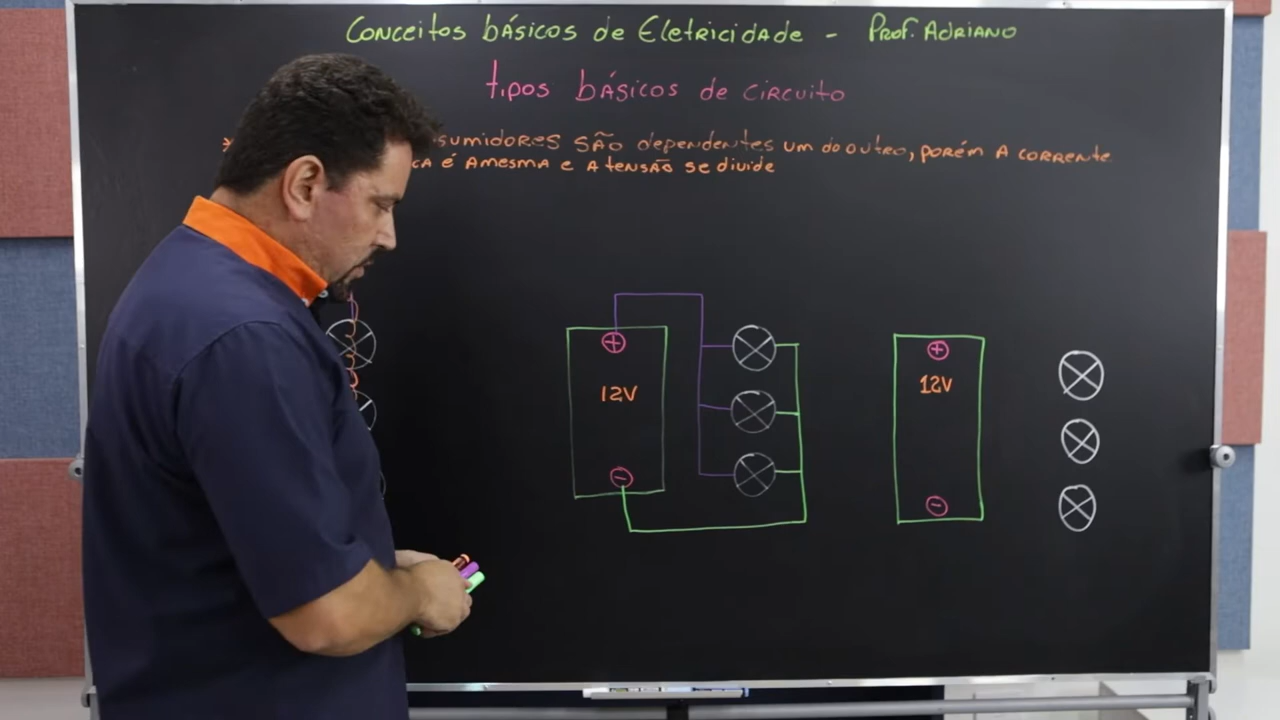 Conceitos básicos de Eletricidade - Prof. Adriano
tipos básicos de circuito
são dependentes um do outro, porém a corrente
é amesma e a tensão se divide
+ +
12V 12V
- -